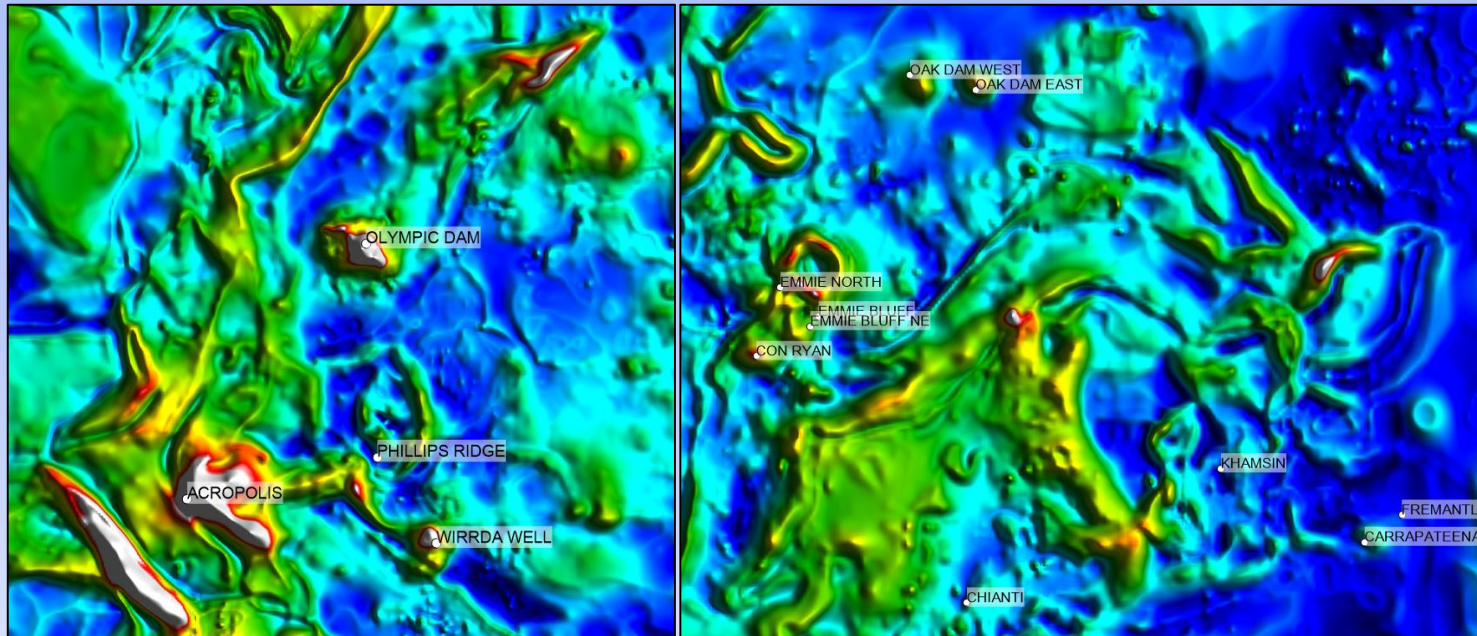 OLYMPIC DAM
PHILLIPS RIDGE
ACROPOLIS
WIRRDA WELL
OAK DAM WEST
OAK DAM EAST
EMMIE NORTH
EMMIE BLUFF
EMMIE BLUFF NE
CON RYAN
KHAMSIN
FREMANTL
CARRAPATEENA
CHIANTI